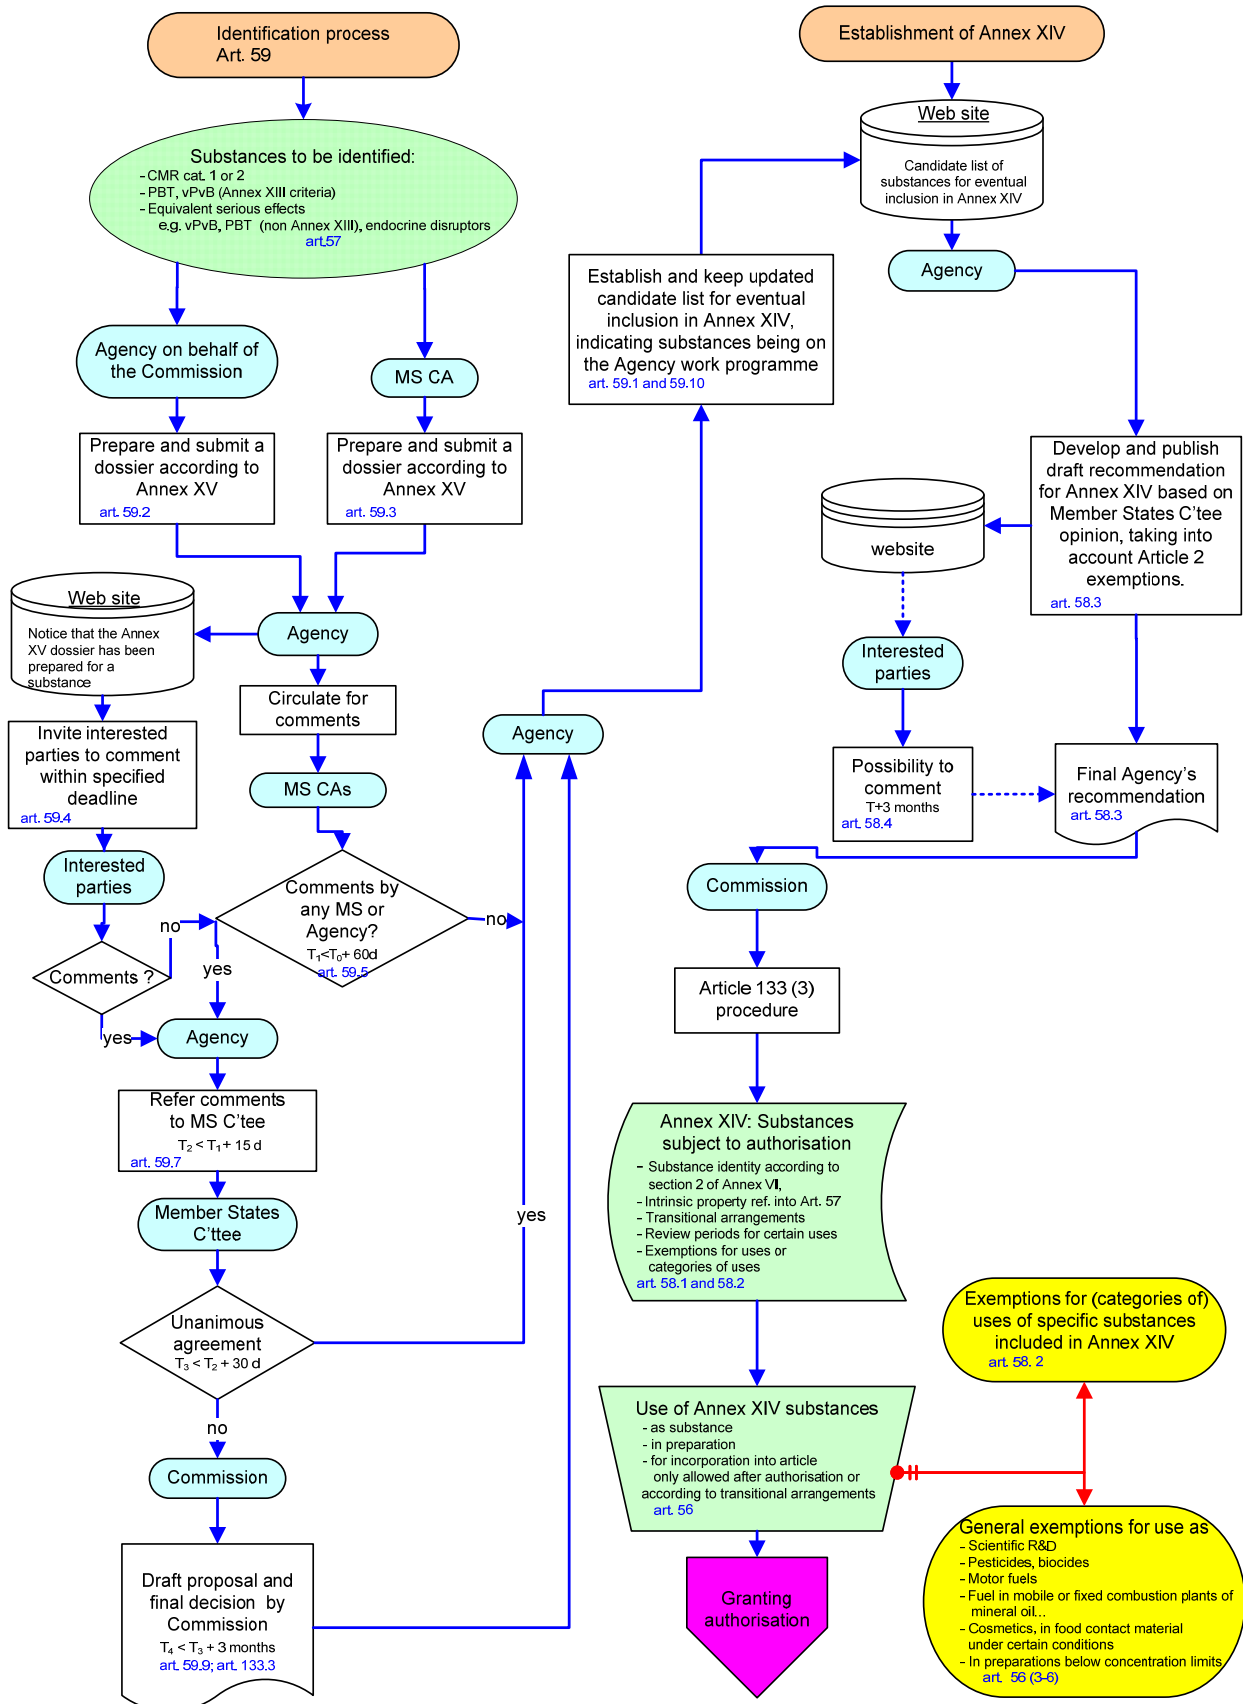 Identification process
Art. 59
Substances to be identified:
- CMR cat. 1 or 2
- PBT, vPvB (Annex XIII criteria)
- Equivalent serious effects
e.g. vPvB, PBT (non Annex XIII), endocrine disruptors
art.57
Agency on behalf of
the Commission
MS CA
Prepare and submit a
dossier according to
Annex XV
art. 59.2
Prepare and submit a
dossier according to
Annex XV
art. 59.3
Web site
Notice that the Annex
XV dossier has been
prepared for a
substance
Agency
Circulate for
comments
Invite interested
parties to comment
within specified
deadline
art. 59.4
MS CAs
Interested
parties
Comments by
any MS or
Agency?
T1<T0+ 60d
art. 59.5
no
no
Comments ?
yes
yes
Agency
Refer comments
to MS C'tee
T2 < T1 + 15 d
art. 59.7
Member States
C'ttee
Unanimous
agreement
T3 < T2 + 30 d
yes
no
Commission
Draft proposal and
final decision by
Commission
T4 < T3 + 3 months
art. 59.9; art. 133.3
Agency
Establish and keep updated
candidate list for eventual
inclusion in Annex XIV,
indicating substances being on
the Agency work programme
art. 59.1 and 59.10
Establishment of Annex XIV
Web site
Candidate list of
substances for eventual
inclusion in Annex XIV
Agency
Develop and publish
draft recommendation
for Annex XIV based on
Member States C'tee
opinion, taking into
account Article 2
exemptions.
art. 58.3
website
Interested
parties
Possibility to
comment
T+3 months
art. 58.4
Final Agency's
recommendation
art. 58.3
Commission
Article 133 (3)
procedure
Annex XIV: Substances
subject to authorisation
- Substance identity according to
section 2 of Annex VI,
- Intrinsic property ref. into Art. 57
- Transitional arrangements
- Review periods for certain uses
- Exemptions for uses or
categories of uses
art. 58.1 and 58.2
Use of Annex XIV substances
- as substance
- in preparation
- for incorporation into article
only allowed after authorisation or
according to transitional arrangements
art. 56
Granting
authorisation
Exemptions for (categories of)
uses of specific substances
included in Annex XIV
art. 58. 2
General exemptions for use as
- Scientific R&D
- Pesticides, biocides
- Motor fuels
- Fuel in mobile or fixed combustion plants of
mineral oil...
- Cosmetics, in food contact material
under certain conditions
- In preparations below concentration limits
art. 56 (3-6)